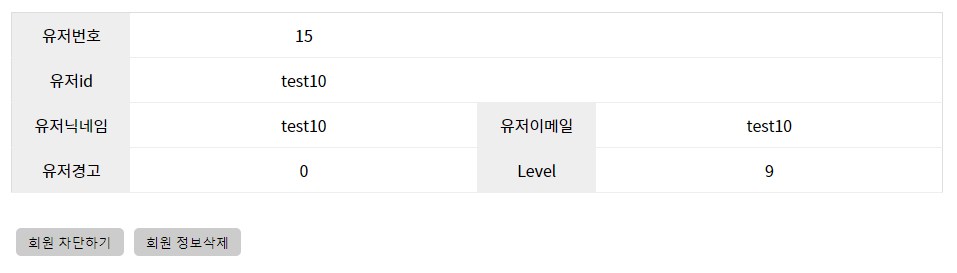 유저번호 15
유저id test10
유저닉네임 test10 유저이메일 test10
유저경고 0 Level 9
회원 차단하기 회원 정보삭제